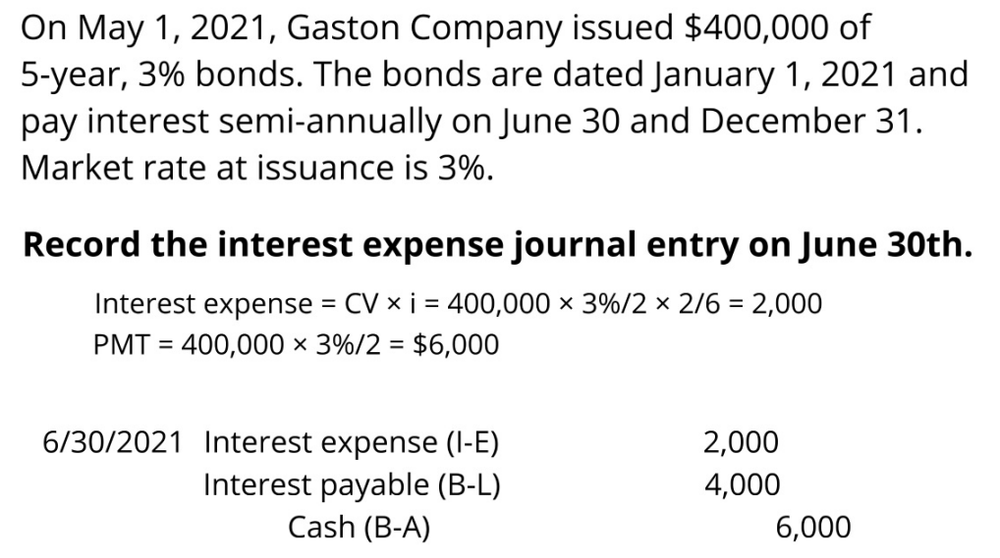 On May 1, 2021, Gaston Company issued $400,000 of
5-year, 3% bonds. The bonds are dated January 1, 2021 and
pay interest semi-annually on June 30 and December 31.
Market rate at issuance is 3%.
Record the interest expense journal entry on June 30th.
Interest expense = CV × i = 400,000 × 3%/2 × 2/6 = 2,000
PMT = 400,000 × 3%/2 = $6,000
6/30/2021 Interest expense (I-E) 2,000
Interest payable (B-L) 4,000
Cash (B-A) 6,000